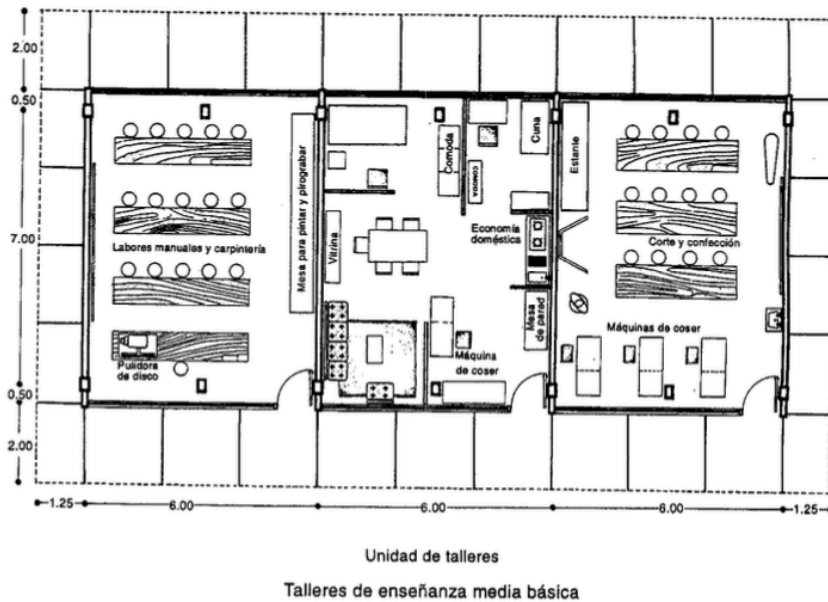 2.00
0.50
7.00
0.50
2.00
Labores manuales y carpintería
Pulidora
de disco
Mesa para pintar y pirograbar
Vitrina
Comoda
COMODA
Cuna
Economía
doméstica
Mesa
de pared
Máquina
de coser
Estante
Corte y confección
Máquinas de coser
1.25
6.00
6.00
6.00
1.25
Unidad de talleres
Talleres de enseñanza media básica